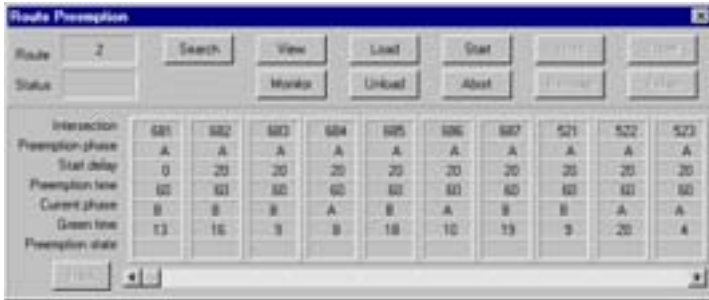 Route Preemption
Route 2 Search View Load Start
Status Monitor Unload Abort
Intersection 681 682 683 684 685 686 687 521 522 523
Preemption phase A A A A A A A A A A
Start delay 0 20 20 20 20 20 20 20 20 20
Preemption time 60 60 60 60 60 60 60 60 60 60
Current phase B B B A B A B B A A
Green time 13 16 9 8 18 10 19 9 20 4
Preemption state